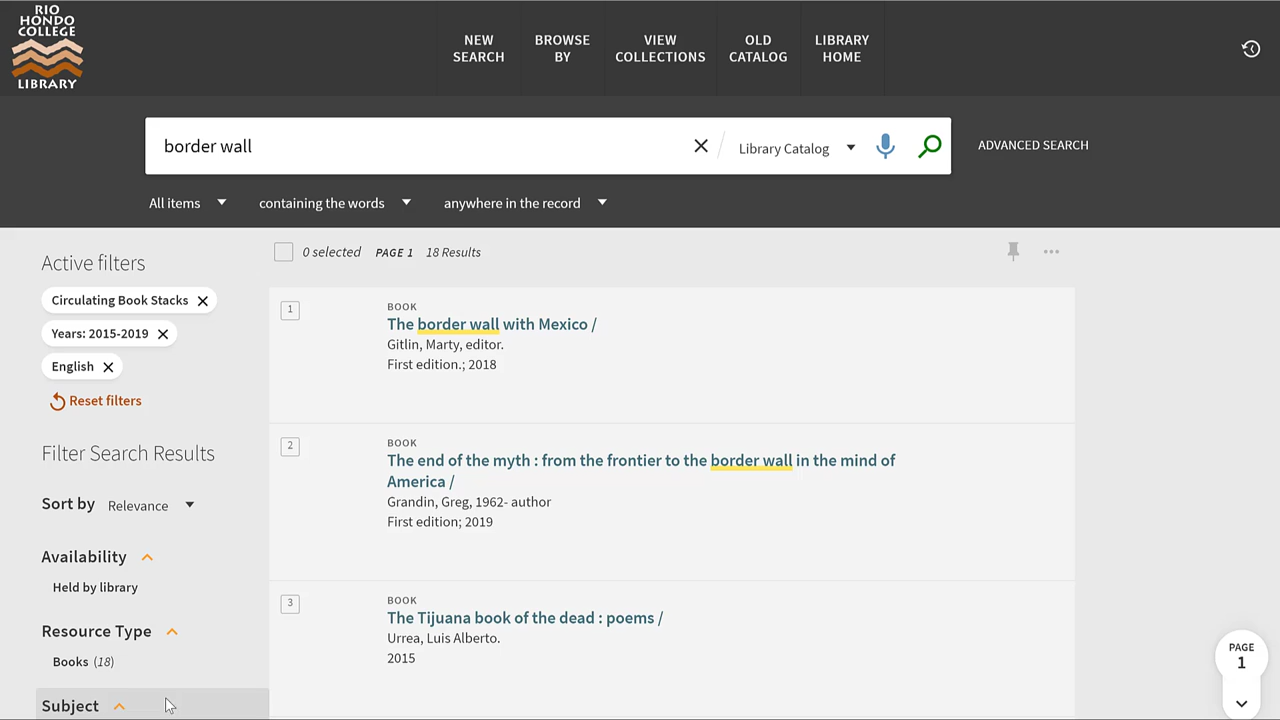 RIO
HONDO
COLLEGE
LIBRARY
NEW
SEARCH
BROWSE
BY
VIEW
COLLECTIONS
OLD
CATALOG
LIBRARY
HOME
border wall
Library Catalog
ADVANCED SEARCH
All items
containing the words
anywhere in the record
Active filters
Circulating Book Stacks
Years: 2015-2019
English
Reset filters
Filter Search Results
Sort by Relevance
Availability
Held by library
Resource Type
Books (18)
Subject
0 selected PAGE 1 18 Results
1
BOOK
The border wall with Mexico /
Gitlin, Marty, editor.
First edition.; 2018
2
BOOK
The end of the myth : from the frontier to the border wall in the mind of
America /
Grandin, Greg, 1962- author
First edition; 2019
3
BOOK
The Tijuana book of the dead : poems /
Urrea, Luis Alberto.
2015
PAGE
1